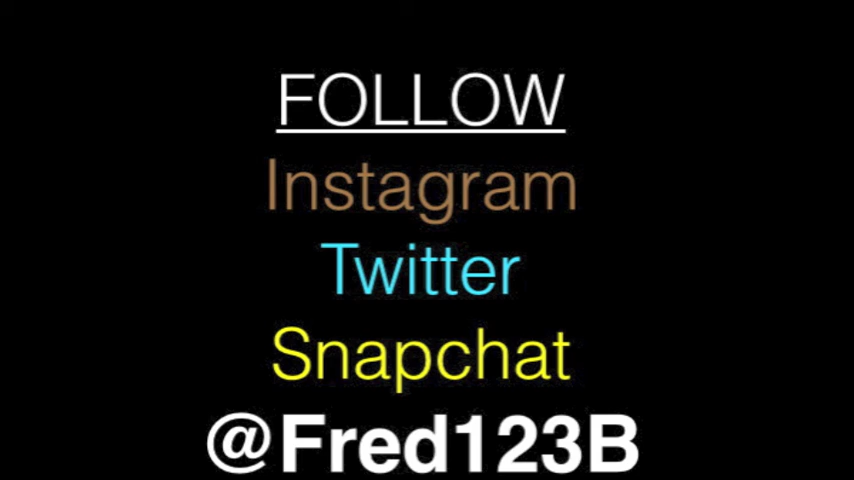 FOLLOW
Instagram
Twitter
Snapchat
@Fred123B